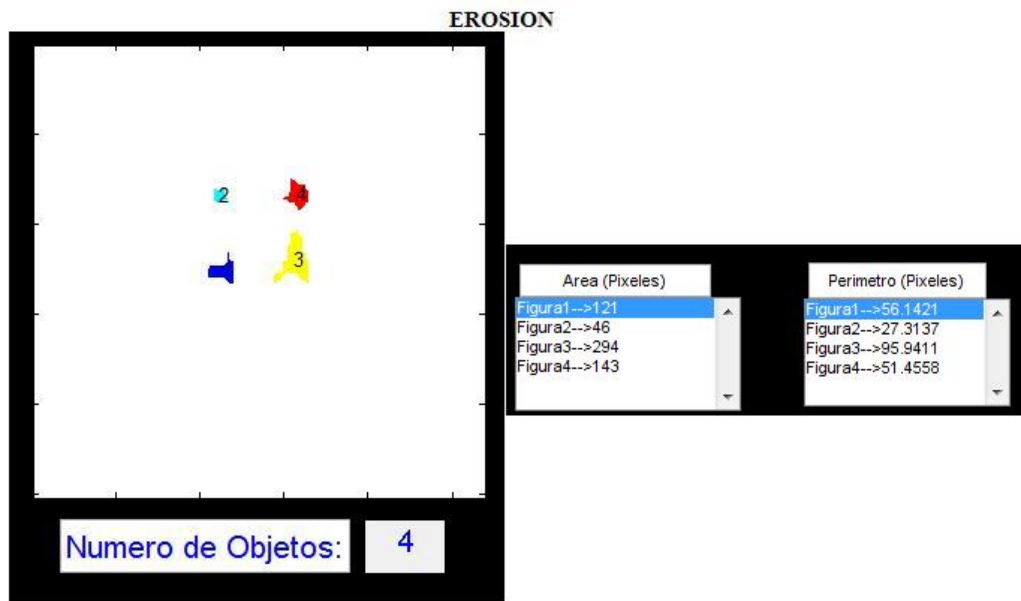 EROSION
2
4
3
Numero de Objetos: 4
Area (Pixeles)
Figura1-->121
Figura2-->46
Figura3-->294
Figura4-->143
Perimetro (Pixeles)
Figura1-->56.1421
Figura2-->27.3137
Figura3-->95.9411
Figura4-->51.4558